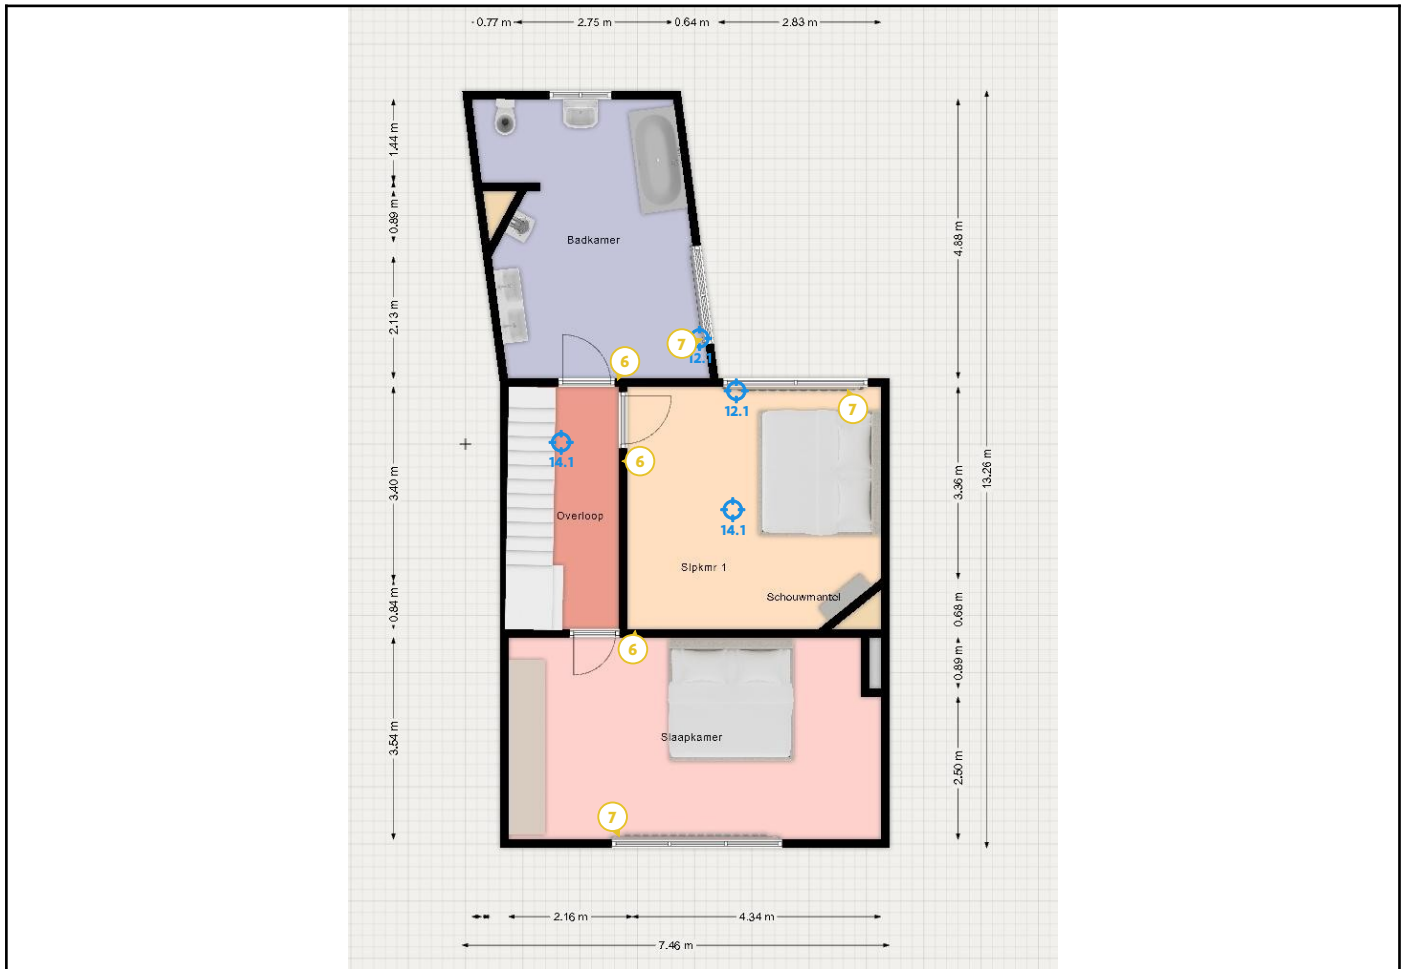 0.77 m
2.75 m
0.64 m
2.83 m
1.44 m
0.89 m
Badkamer
4.88 m
2.13 m
7
12.1
6
12.1
7
14.1
6
3.40 m
3.36 m
13.26 m
Overloop
14.1
Slpkmr 1
Schouwmantel
0.84 m
0.68 m
6
0.89 m
Slaapkamer
3.54 m
2.50 m
7
2.16 m
4.34 m
7.46 m